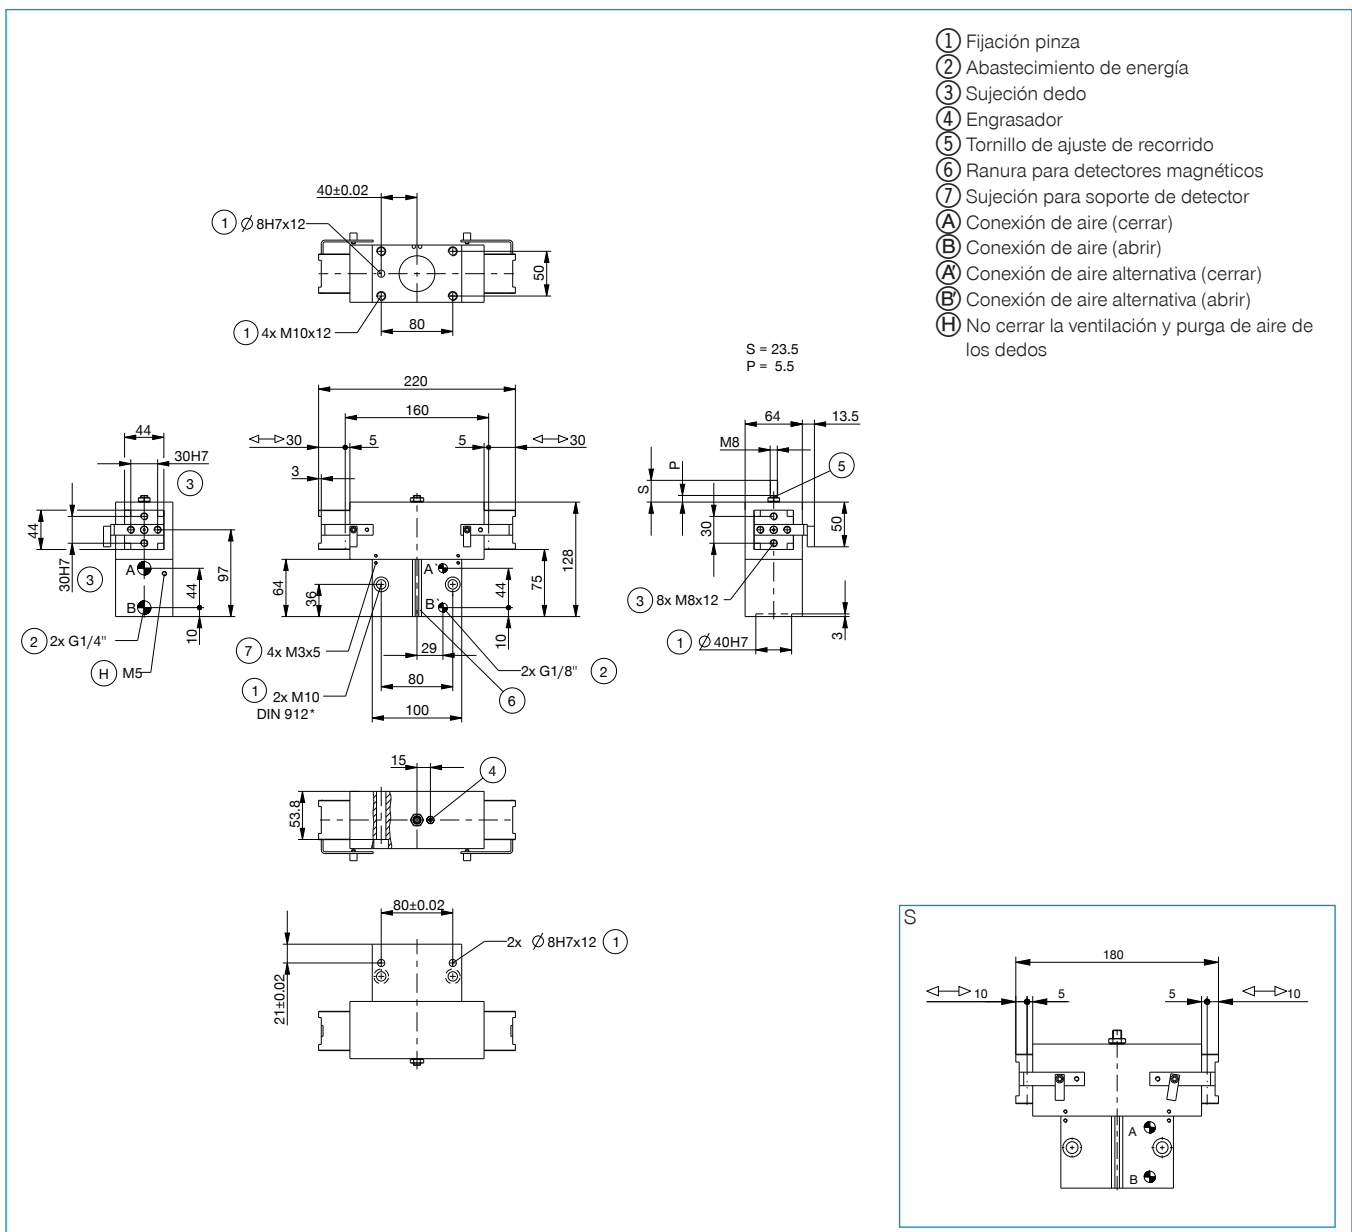 1 Fijación pinza
2 Abastecimiento de energía
3 Sujeción dedo
4 Engrasador
5 Tornillo de ajuste de recorrido
6 Ranura para detectores magnéticos
7 Sujeción para soporte de detector
A Conexión de aire (cerrar)
B Conexión de aire (abrir)
A' Conexión de aire alternativa (cerrar)
B' Conexión de aire alternativa (abrir)
H No cerrar la ventilación y purga de aire de
los dedos
40±0.02
1 Ø 8H7x12
50
1 4x M10x12
80
S = 23.5
P = 5.5
44
30H7
3
44
30H7
3
A
B
97
44
10
2 2x G1/4"
H M5
220
160
30
5
5
30
3
128
75
64
36
A'
B'
44
10
7 4x M3x5
29
2x G1/8" 2
80
1 2x M10
DIN 912*
6
100
64
13.5
M8
5
P
S
30
50
3 8x M8x12
1 Ø 40H7
3
15
4
53.8
80±0.02
2x Ø 8H7x12 1
21±0.02
S
180
10
5
5
10
A
B